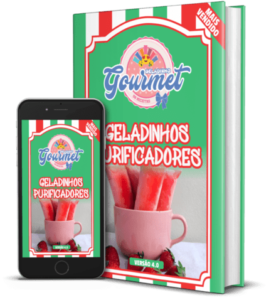 MAIS
VENDIDO
Gourmet
GELADINHOS
PURIFICADORES
VERSÃO 4.0
Gourmet
GELADINHOS
PURIFICADORES